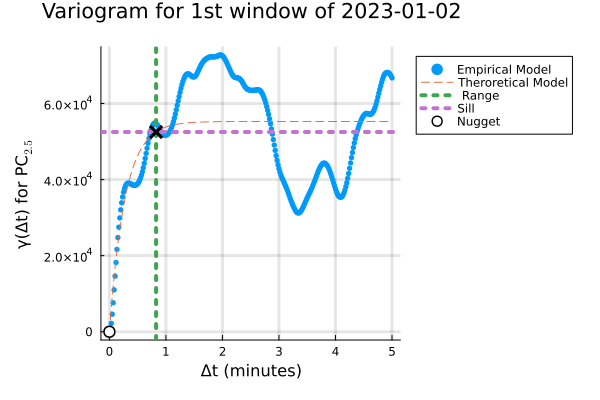 Variogram for 1st window of 2023-01-02
Empirical Model
Theroretical Model
Range
Sill
Nugget
γ(Δt) for PC₂.₅
6.0×10⁴
4.0×10⁴
2.0×10⁴
0
0 1 2 3 4 5
Δt (minutes)